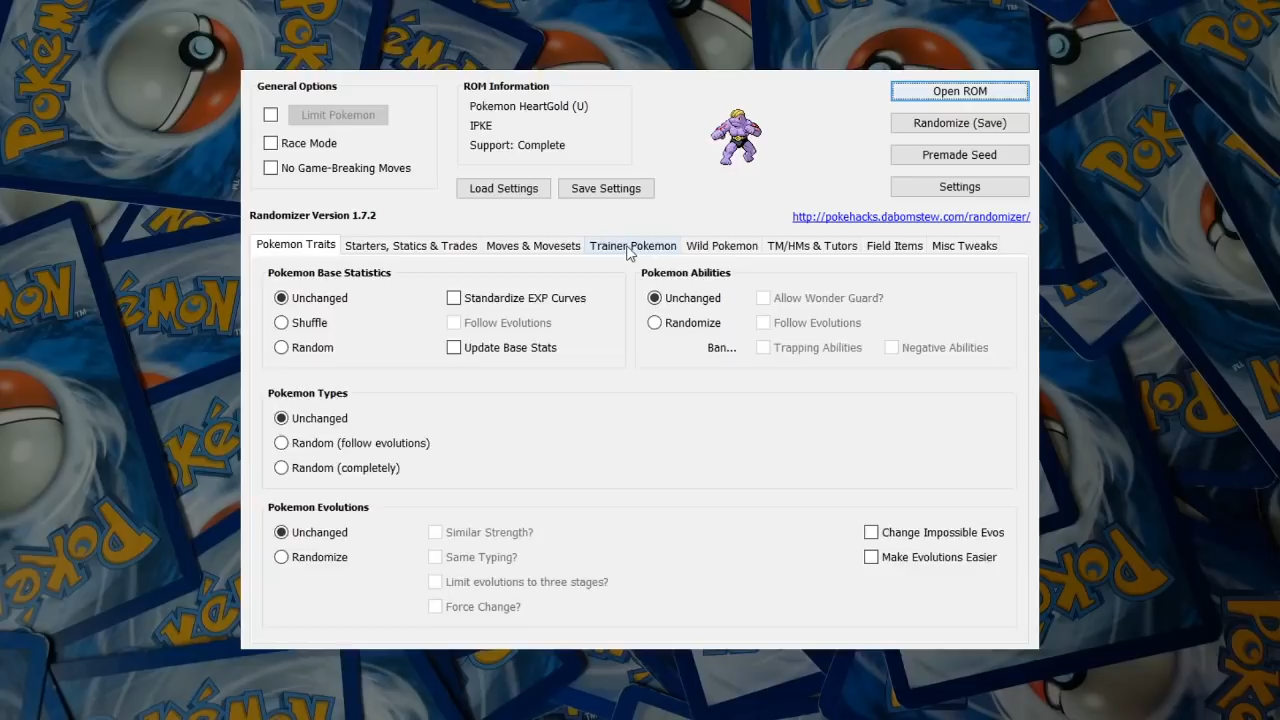 General Options
Limit Pokemon
Race Mode
No Game-Breaking Moves
ROM Information
Pokemon HeartGold (U)
IPKE
Support: Complete
Load Settings
Save Settings
Open ROM
Randomize (Save)
Premade Seed
Settings
Randomizer Version 1.7.2
http://pokehacks.dabomstew.com/randomizer/
Pokemon Traits
Starters, Statics & Trades
Moves & Movesets
Trainer Pokemon
Wild Pokemon
TM/HMs & Tutors
Field Items
Misc Tweaks
Pokemon Base Statistics
Unchanged
Standardize EXP Curves
Shuffle
Follow Evolutions
Random
Update Base Stats
Pokemon Abilities
Unchanged
Allow Wonder Guard?
Randomize
Follow Evolutions
Ban...
Trapping Abilities
Negative Abilities
Pokemon Types
Unchanged
Random (follow evolutions)
Random (completely)
Pokemon Evolutions
Unchanged
Similar Strength?
Change Impossible Evos
Randomize
Same Typing?
Make Evolutions Easier
Limit evolutions to three stages?
Force Change?